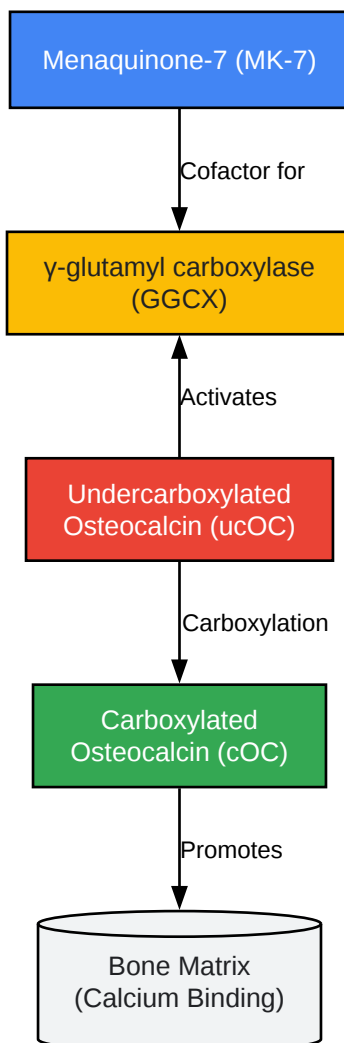 Menaquinone-7 (MK-7)
Cofactor for
γ-glutamyl carboxylase
(GGCX)
Activates
Undercarboxylated
Osteocalcin (ucOC)
Carboxylation
Carboxylated
Osteocalcin (cOC)
Promotes
Bone Matrix
(Calcium Binding)